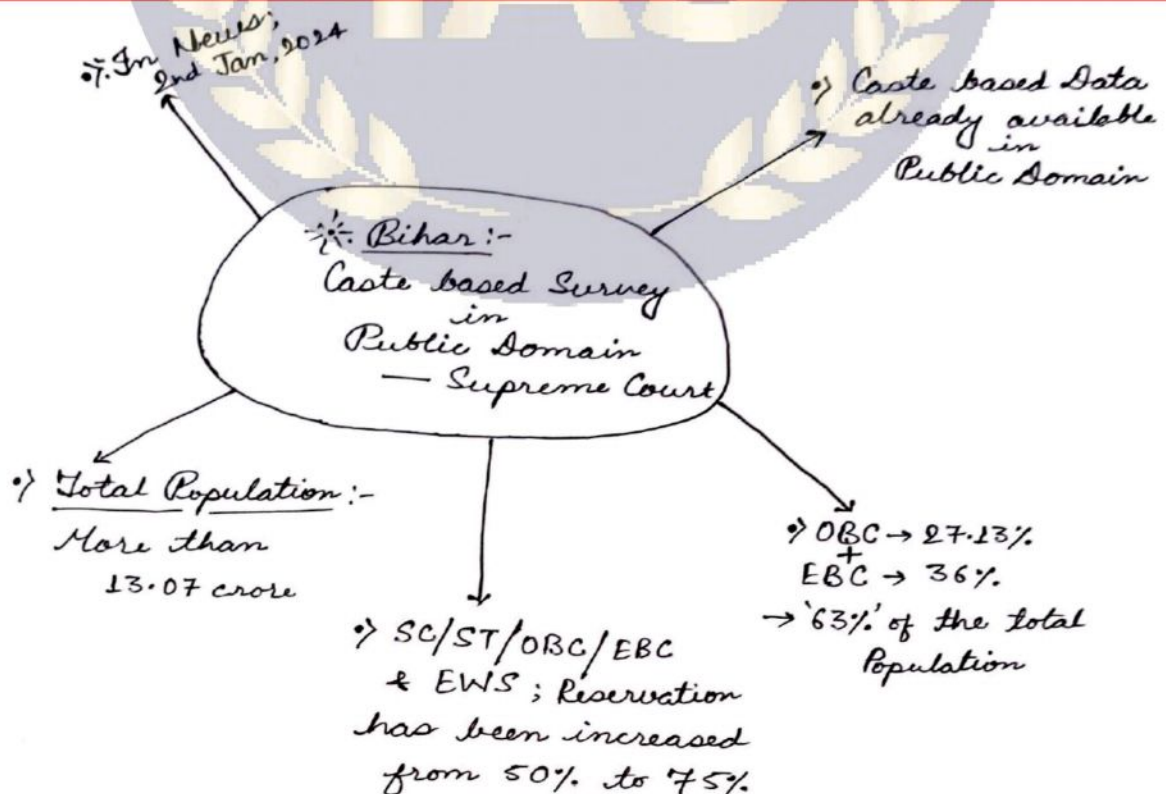 IAS
•⟩ In News;
2nd Jan, 2024
•⟩ Caste based Data
already available
in
Public Domain
Bihar:-
Caste based Survey
in
Public Domain
— Supreme Court
•⟩ Total Population:-
More than
13.07 crore
•⟩ SC/ST/OBC/EBC
& EWS ; Reservation
has been increased
from 50% to 75%
•⟩ OBC → 27.13%
+
EBC → 36%
→ '63%' of the total
Population